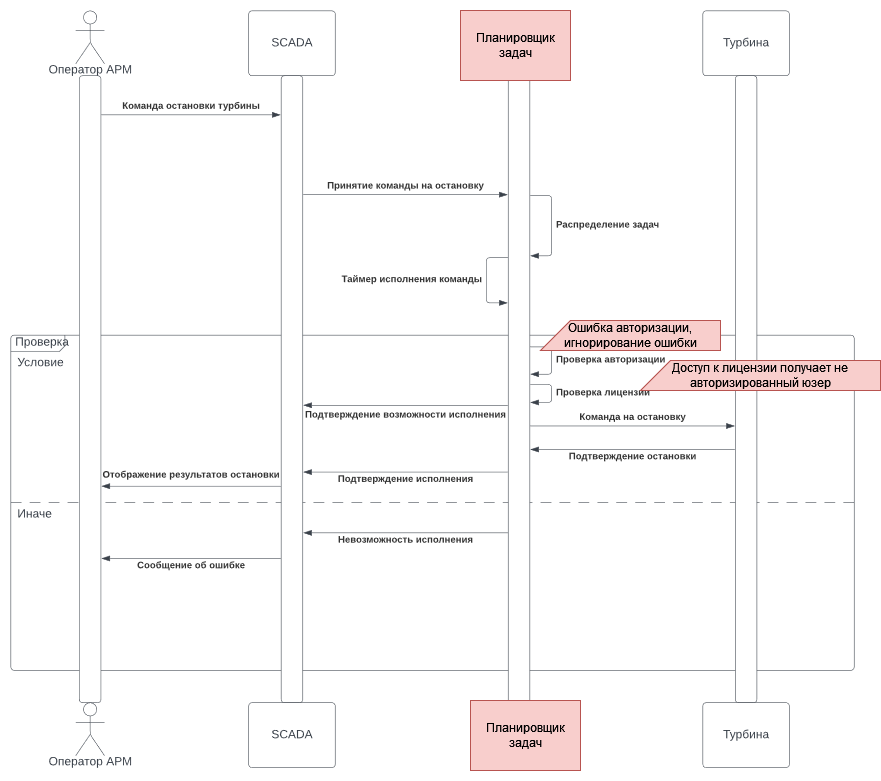 SCADA
Планировщик
задач
Турбина
Оператор АРМ
Команда остановки турбины
Принятие команды на остановку
Распределение задач
Таймер исполнения команды
Проверка
Условие
Ошибка авторизации,
игнорирование ошибки
Проверка авторизации
Доступ к лицензии получает не
авторизированный юзер
Проверка лицензии
Подтверждение возможности исполнения
Команда на остановку
Подтверждение остановки
Отображение результатов остановки
Подтверждение исполнения
Иначе
Невозможность исполнения
Сообщение об ошибке
SCADA
Планировщик
задач
Турбина
Оператор АРМ